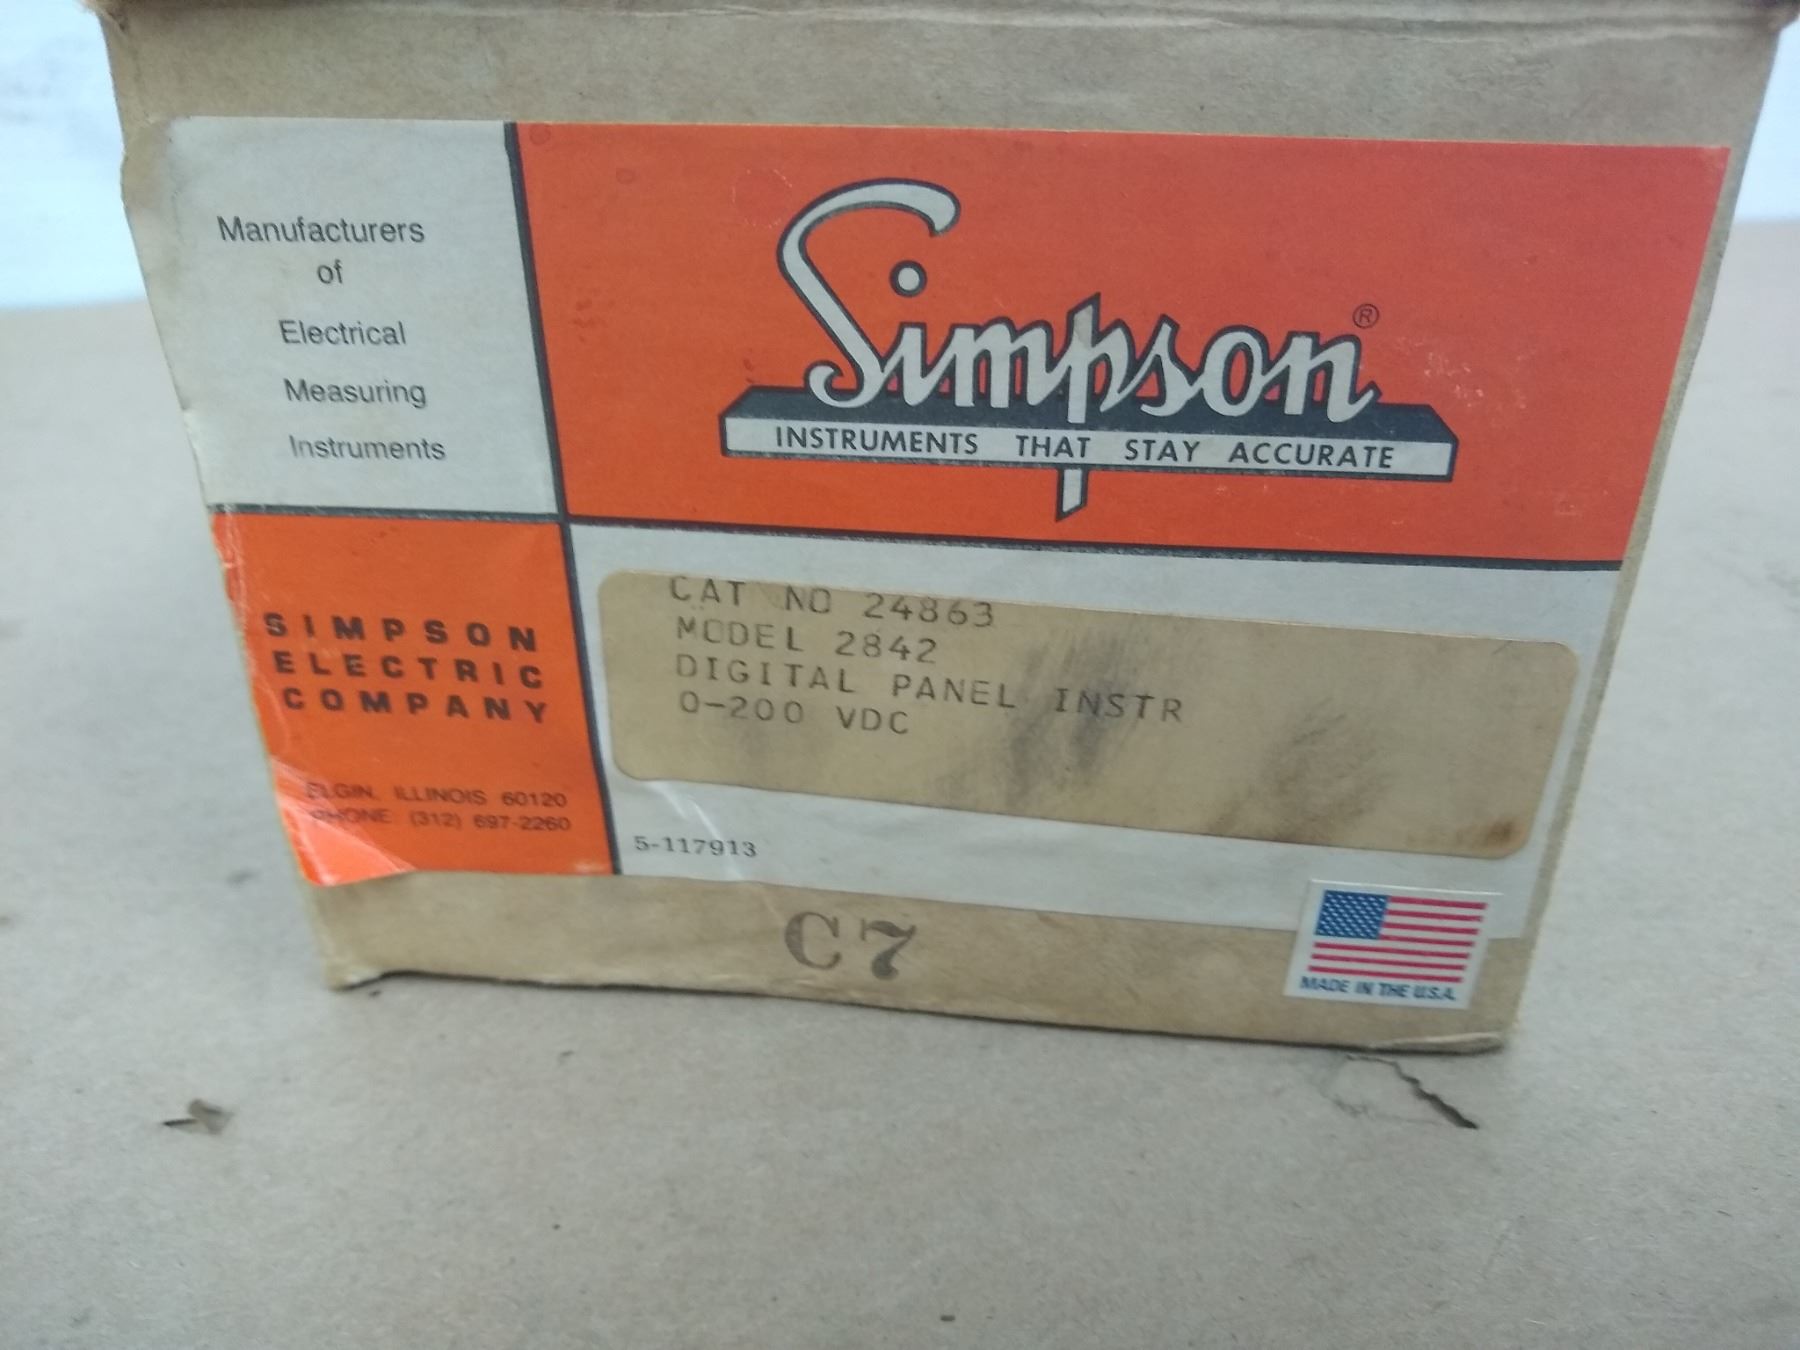 Manufacturers
of
Electrical
Measuring
Instruments
Simpson®
INSTRUMENTS THAT STAY ACCURATE
SIMPSON
ELECTRIC
COMPANY
ELGIN, ILLINOIS 60120
PHONE (312) 697-2260
CAT NO 24863
MODEL 2842
DIGITAL PANEL INSTR
0-200 VDC
5-117913
C7
MADE IN THE U.S.A.